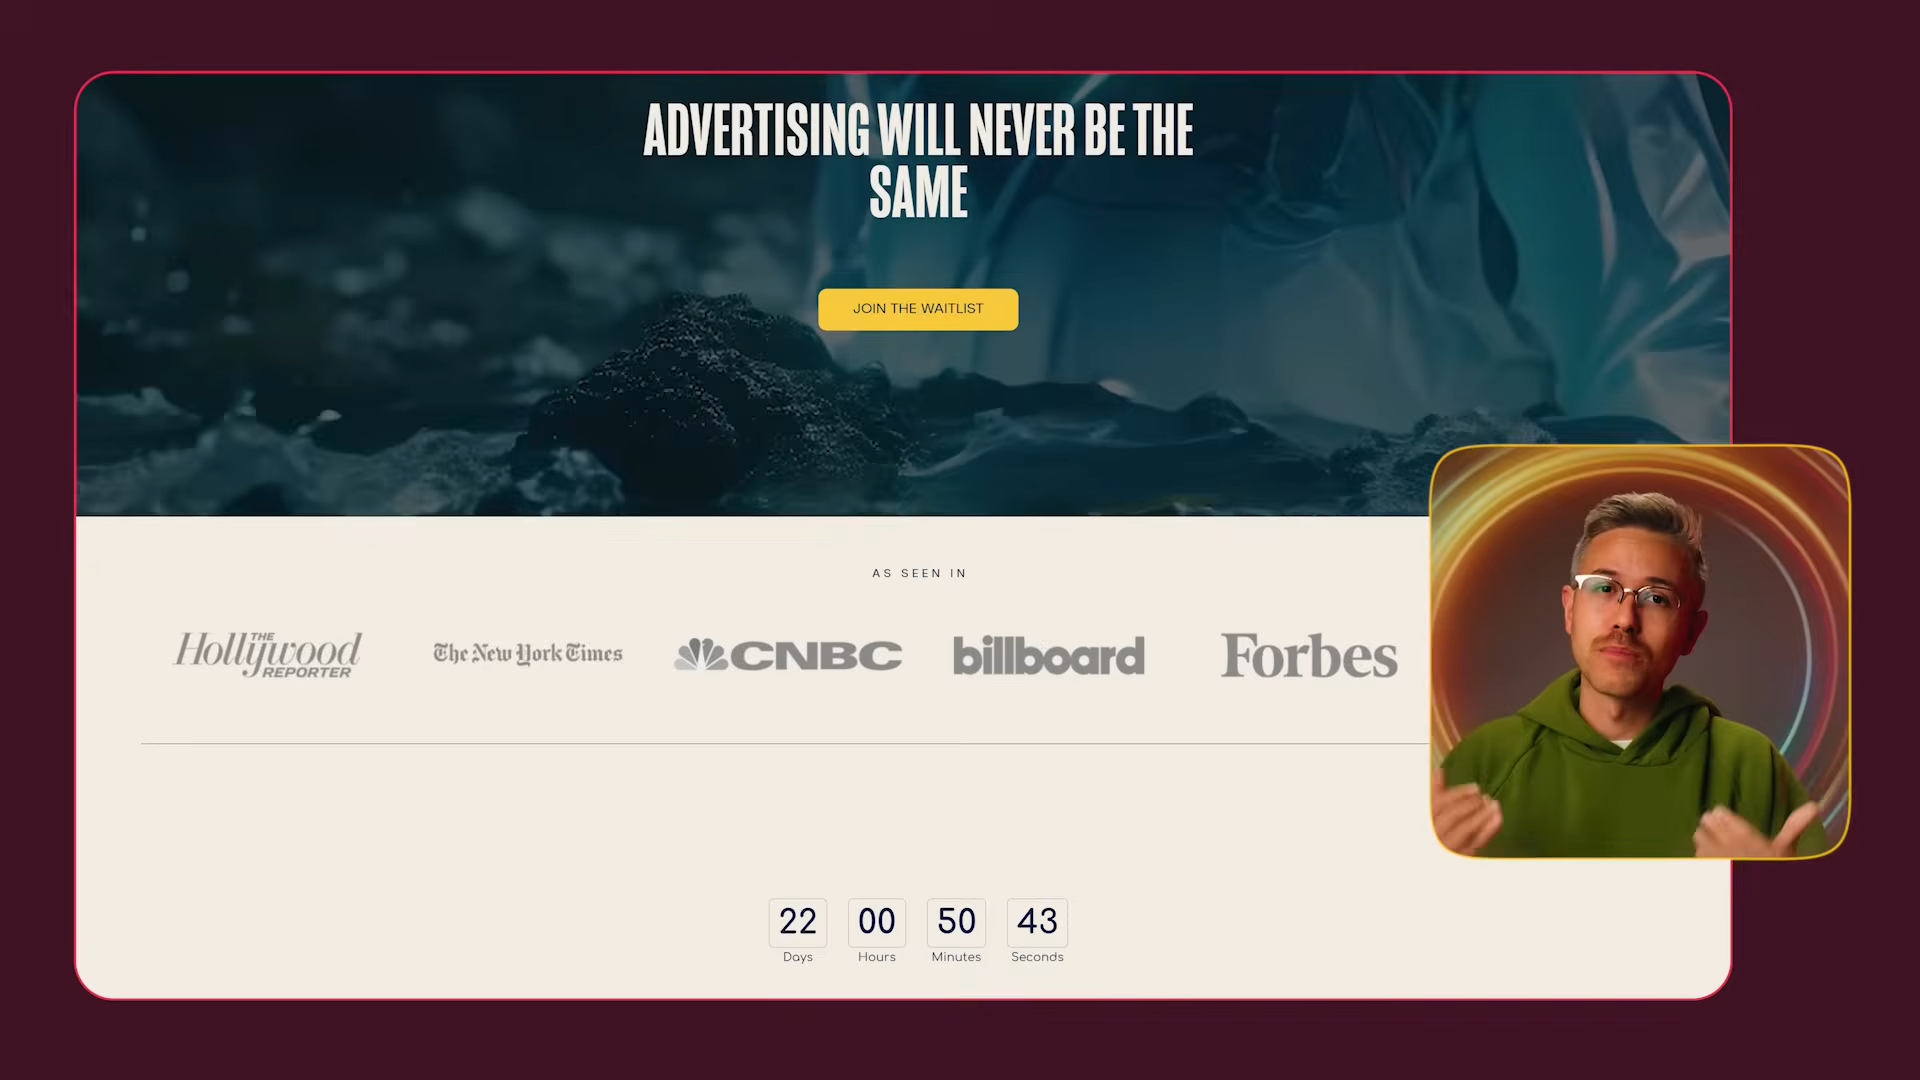 ADVERTISING WILL NEVER BE THE
SAME
JOIN THE WAITLIST
AS SEEN IN
THE Hollywood REPORTER
The New York Times
CNBC
billboard
Forbes
22 00 50 43
Days Hours Minutes Seconds